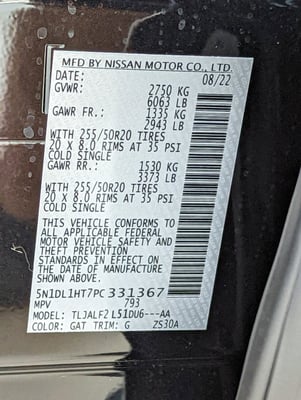 MFD BY NISSAN MOTOR CO., LTD.
DATE: 08/22
GVWR: 2750 KG
6063 LB
GAWR FR.: 1335 KG
2943 LB
WITH 255/50R20 TIRES
20 X 8.0 RIMS AT 35 PSI
COLD SINGLE
GAWR RR.: 1530 KG
3373 LB
WITH 255/50R20 TIRES
20 X 8.0 RIMS AT 35 PSI
COLD SINGLE
THIS VEHICLE CONFORMS TO
ALL APPLICABLE FEDERAL
MOTOR VEHICLE SAFETY AND
THEFT PREVENTION
STANDARDS IN EFFECT ON
THE DATE OF MANUFACTURE
SHOWN ABOVE.
5N1DL1HT7PC331367
MPV 793
MODEL: TLJALF2 L51DU6---AA
COLOR: GAT TRIM: G ZS30A